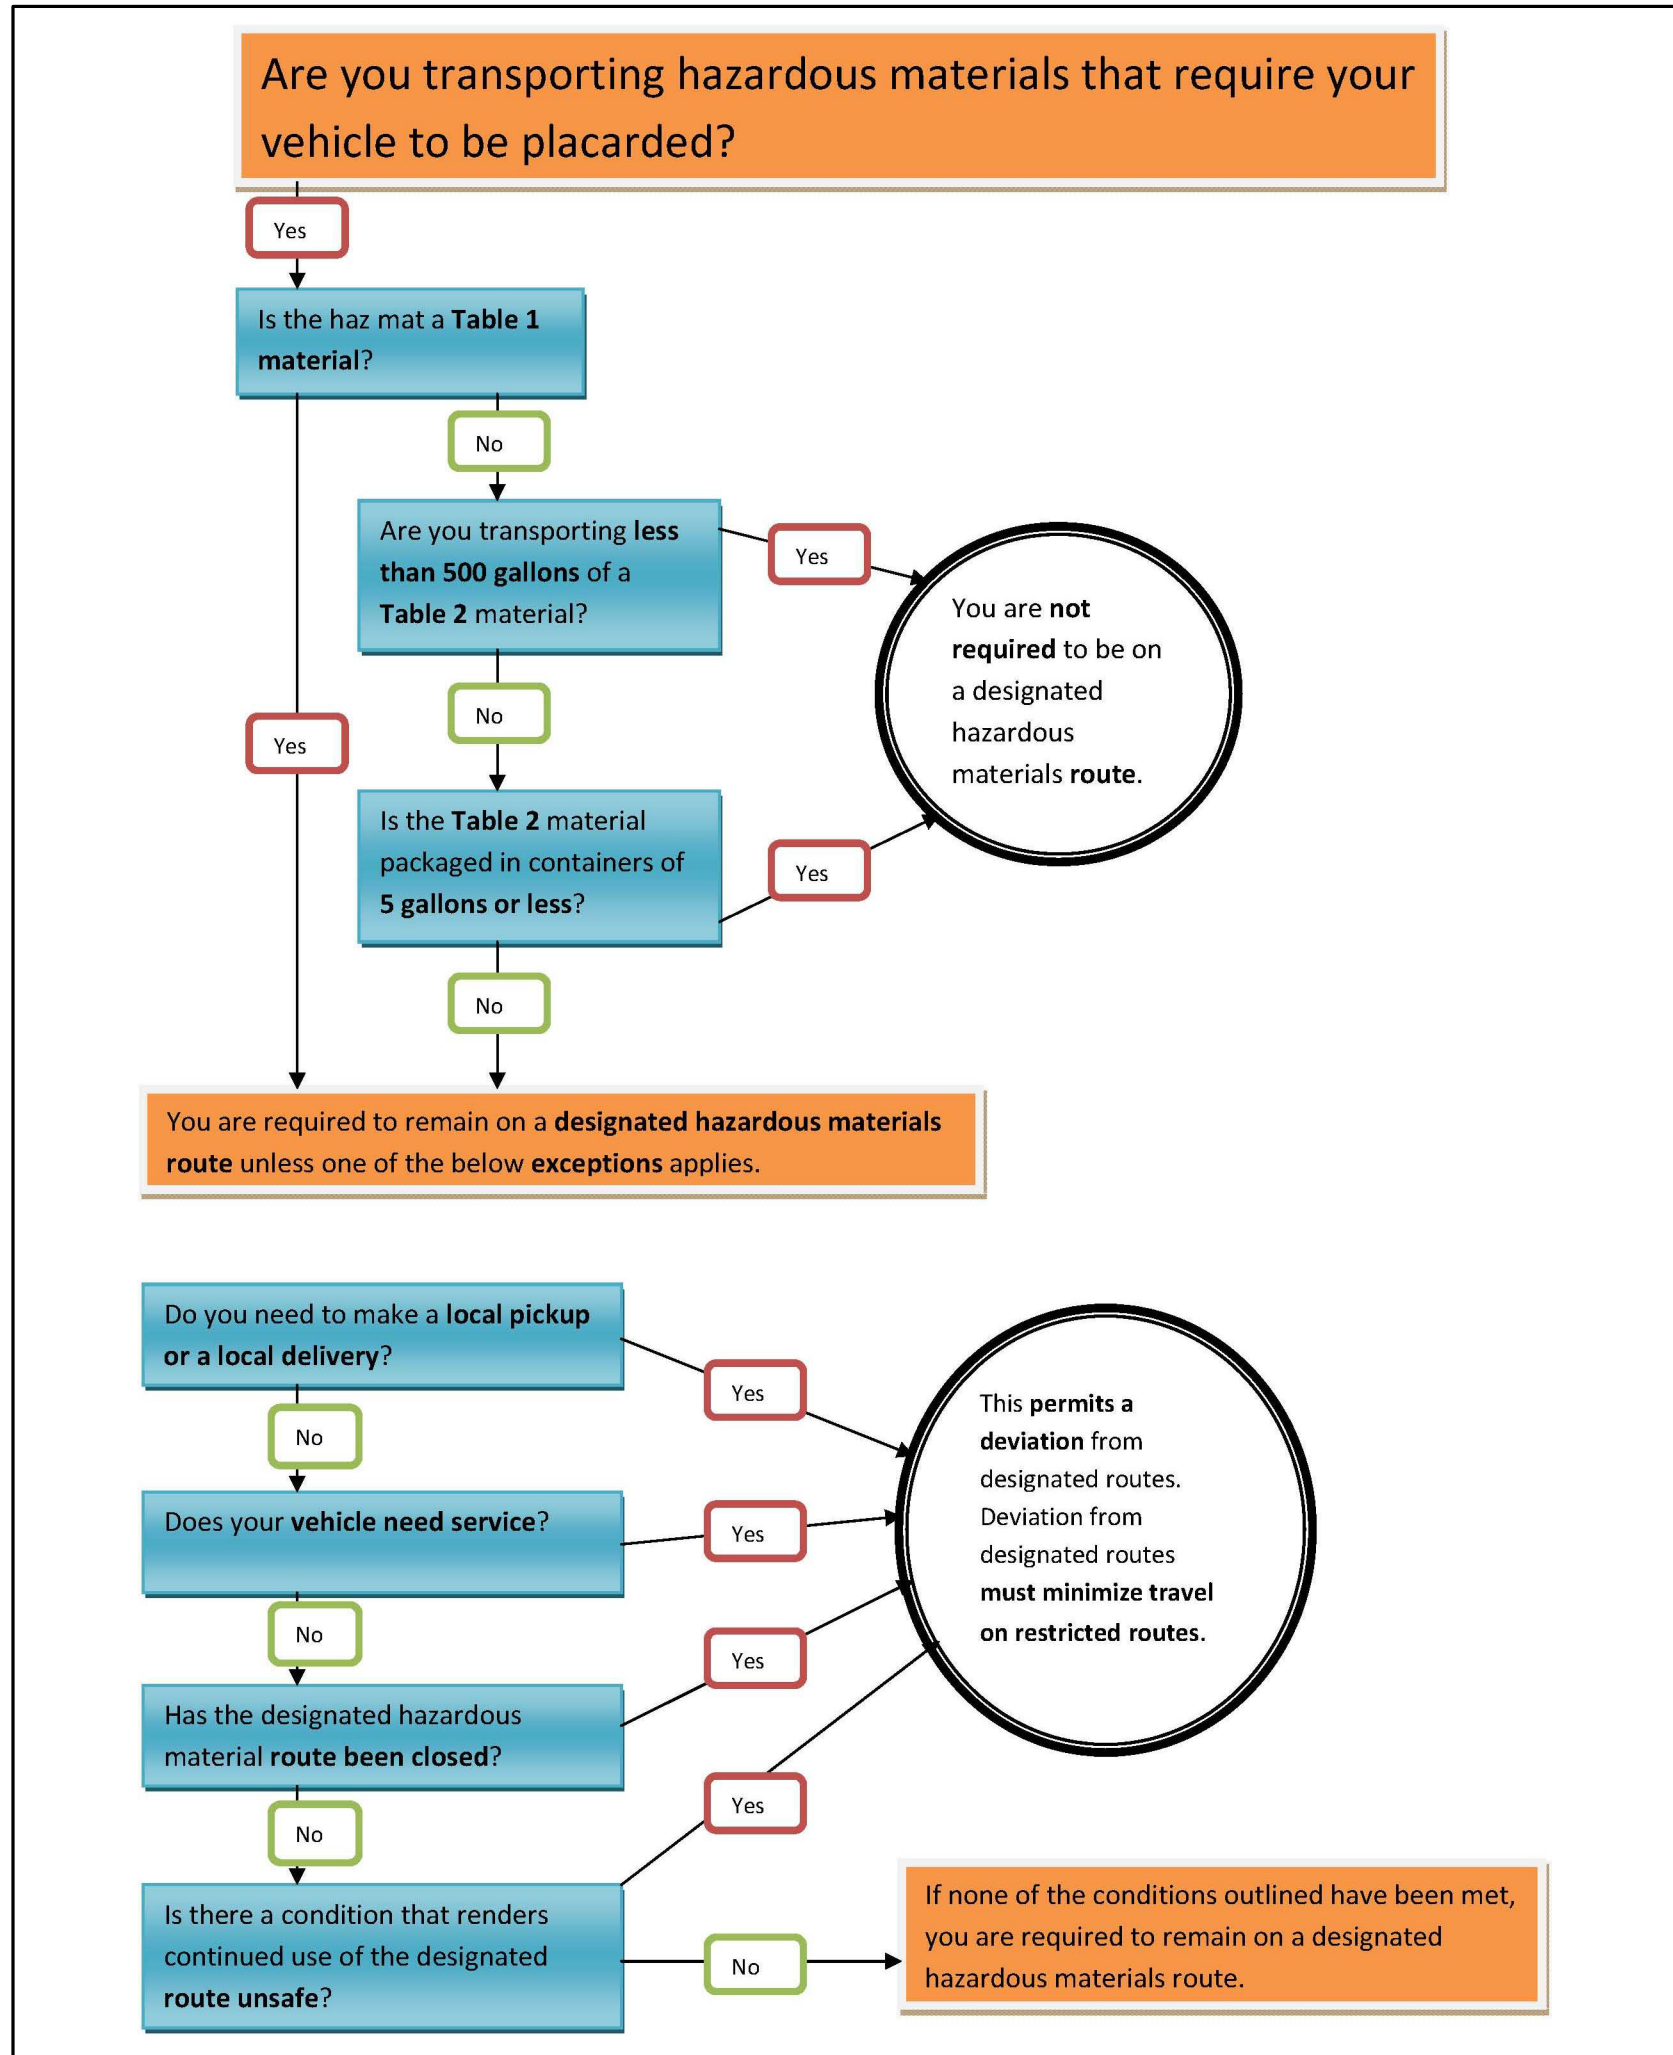 Are you transporting hazardous materials that require your
vehicle to be placarded?
Yes
Is the haz mat a Table 1
material?
No
Are you transporting less
than 500 gallons of a
Table 2 material?
Yes
You are not
required to be on
a designated
hazardous
materials route.
No
Yes
Is the Table 2 material
packaged in containers of
5 gallons or less?
Yes
No
You are required to remain on a designated hazardous materials
route unless one of the below exceptions applies.
Do you need to make a local pickup
or a local delivery?
Yes
No
Does your vehicle need service?
Yes
This permits a
deviation from
designated routes.
Deviation from
designated routes
must minimize travel
on restricted routes.
No
Has the designated hazardous
material route been closed?
Yes
No
Is there a condition that renders
continued use of the designated
route unsafe?
Yes
No
If none of the conditions outlined have been met,
you are required to remain on a designated
hazardous materials route.